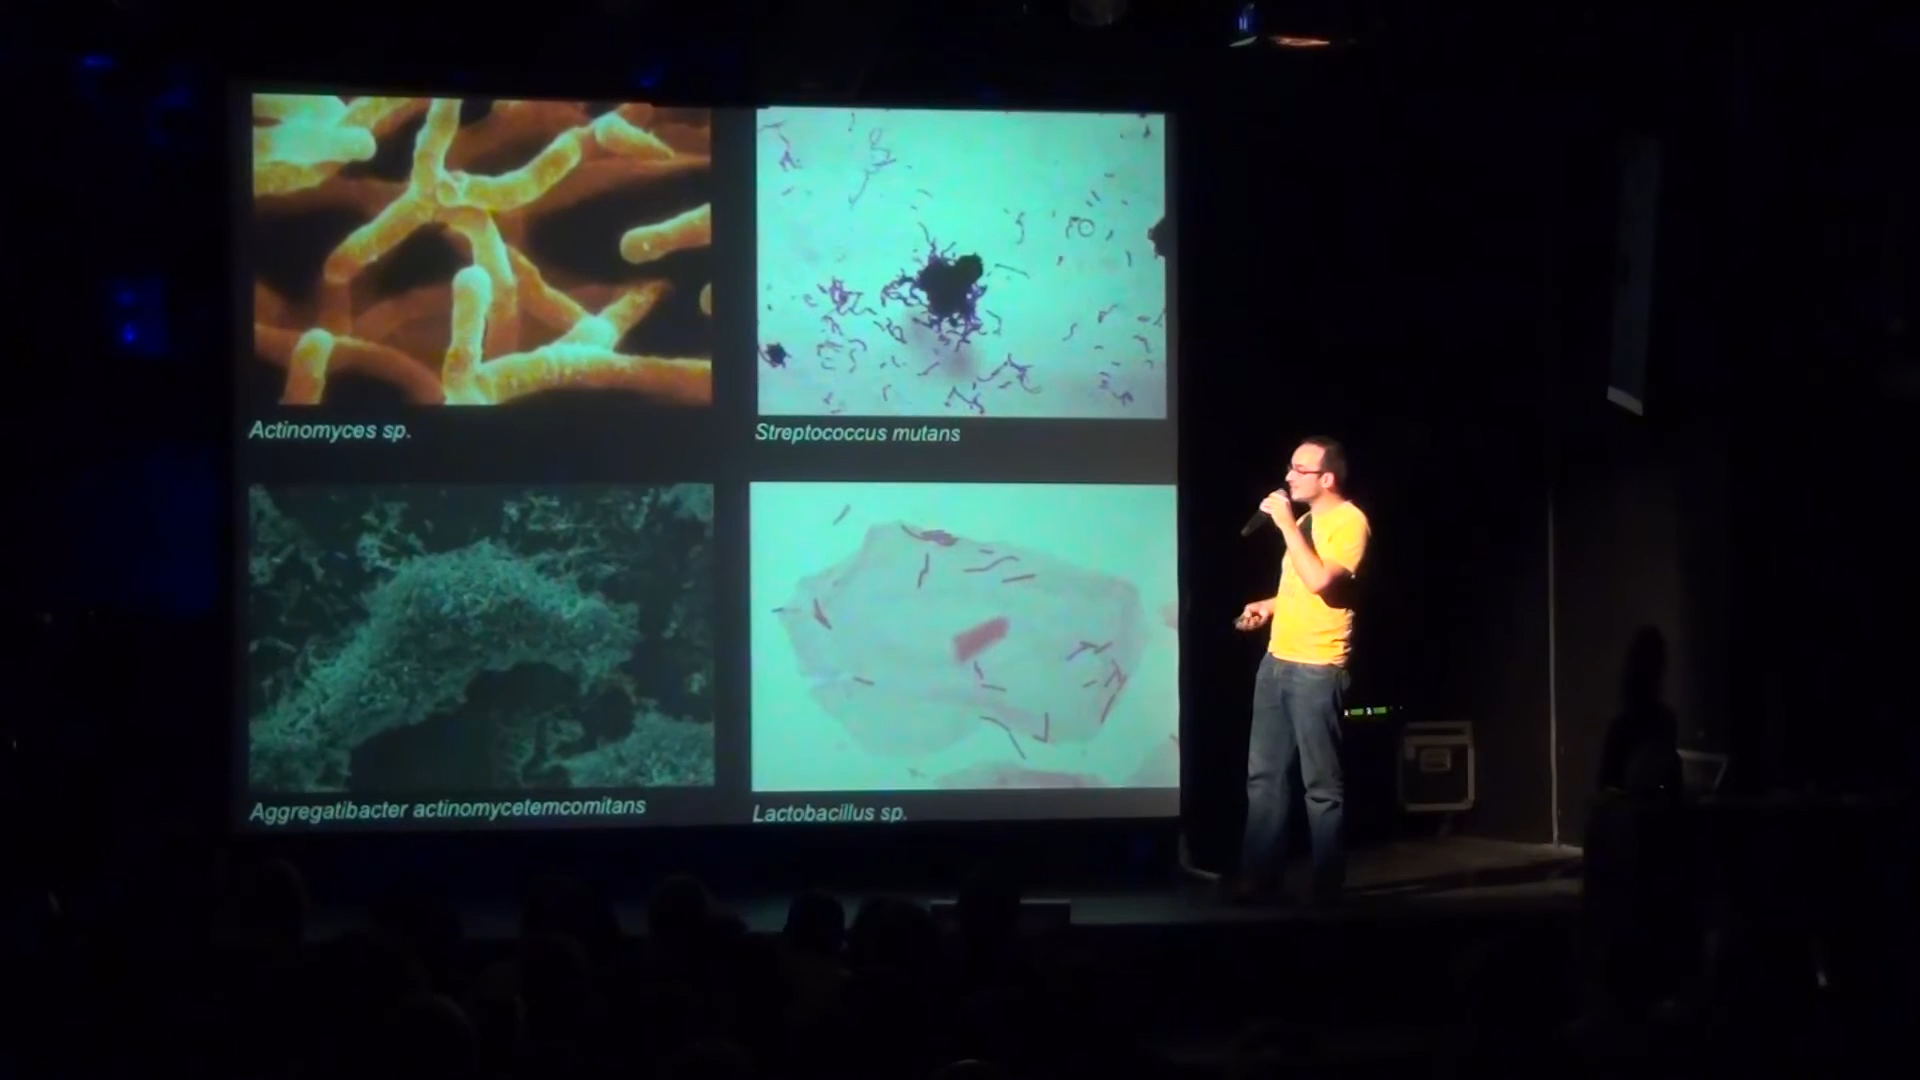 Actinomyces sp.
Streptococcus mutans
Aggregatibacter actinomycetemcomitans
Lactobacillus sp.